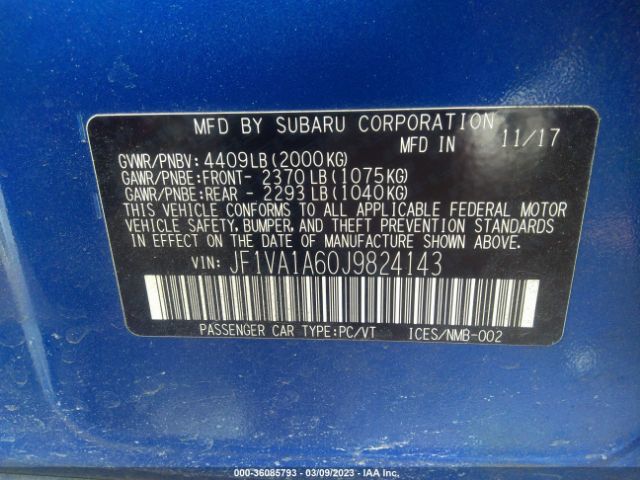 MFD BY SUBARU CORPORATION
MFD IN 11/17
GVWR/PNBV: 4409LB(2000KG)
GAWR/PNBE:FRONT- 2370 LB(1075KG)
GAWR/PNBE:REAR - 2293 LB(1040KG)
THIS VEHICLE CONFORMS TO ALL APPLICABLE FEDERAL MOTOR
VEHICLE SAFETY, BUMPER, AND THEFT PREVENTION STANDARDS
IN EFFECT ON THE DATE OF MANUFACTURE SHOWN ABOVE.
VIN: JF1VA1A60J9824143
PASSENGER CAR TYPE:PC/VT ICES/NMB-002
000-36085793 - 03/09/2023 - IAA Inc.